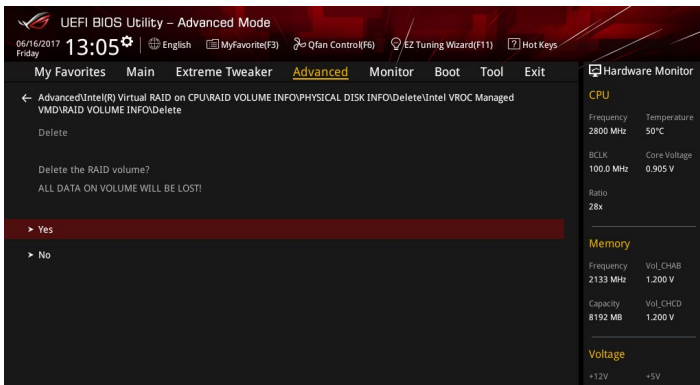 UEFI BIOS Utility – Advanced Mode
06/16/2017 Friday 13:05 English MyFavorite(F3) Qfan Control(F6) EZ Tuning Wizard(F11) ? Hot Keys
My Favorites Main Extreme Tweaker Advanced Monitor Boot Tool Exit
← Advanced\Intel(R) Virtual RAID on CPU\RAID VOLUME INFO\PHYSICAL DISK INFO\Delete\Intel VROC Managed
VMD\RAID VOLUME INFO\Delete
Delete
Delete the RAID volume?
ALL DATA ON VOLUME WILL BE LOST!
> Yes
> No
Hardware Monitor
CPU
Frequency Temperature
2800 MHz 50°C
BCLK Core Voltage
100.0 MHz 0.905 V
Ratio
28x
Memory
Frequency Vol_CHAB
2133 MHz 1.200 V
Capacity Vol_CHCD
8192 MB 1.200 V
Voltage
+12V +5V